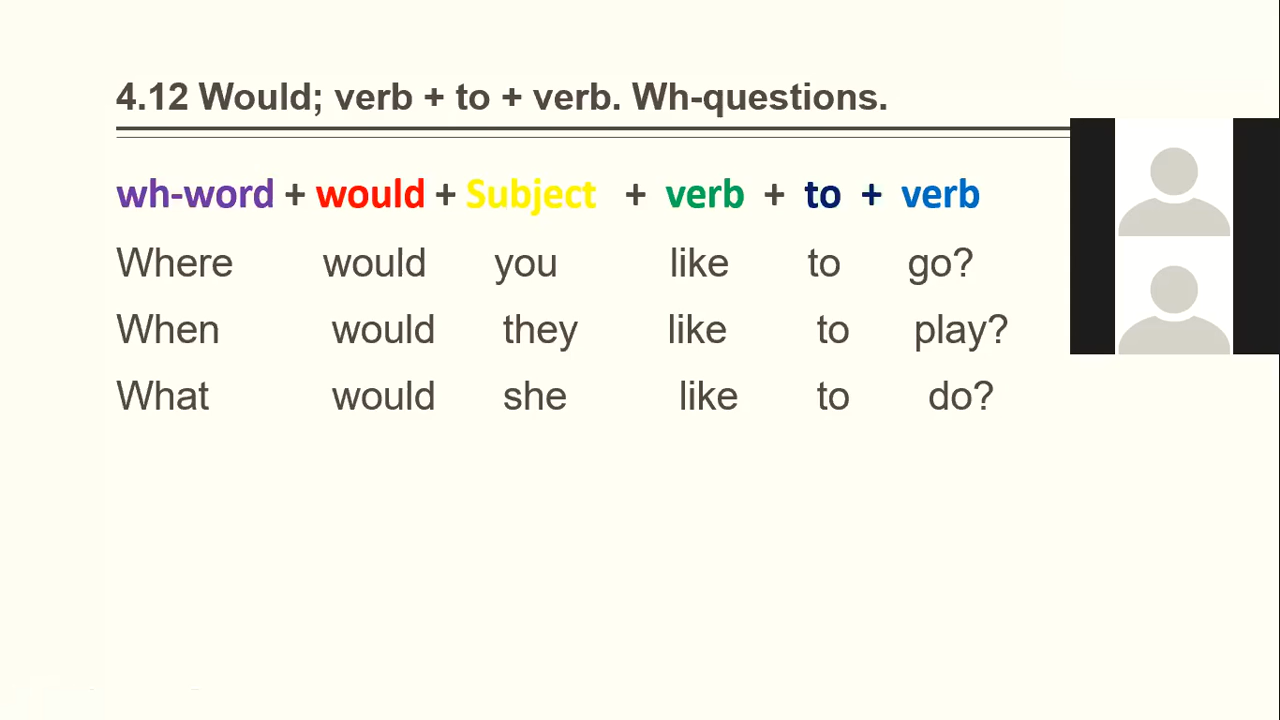 4.12 Would; verb + to + verb. Wh-questions.
wh-word + would + Subject + verb + to + verb
Where would you like to go?
When would they like to play?
What would she like to do?